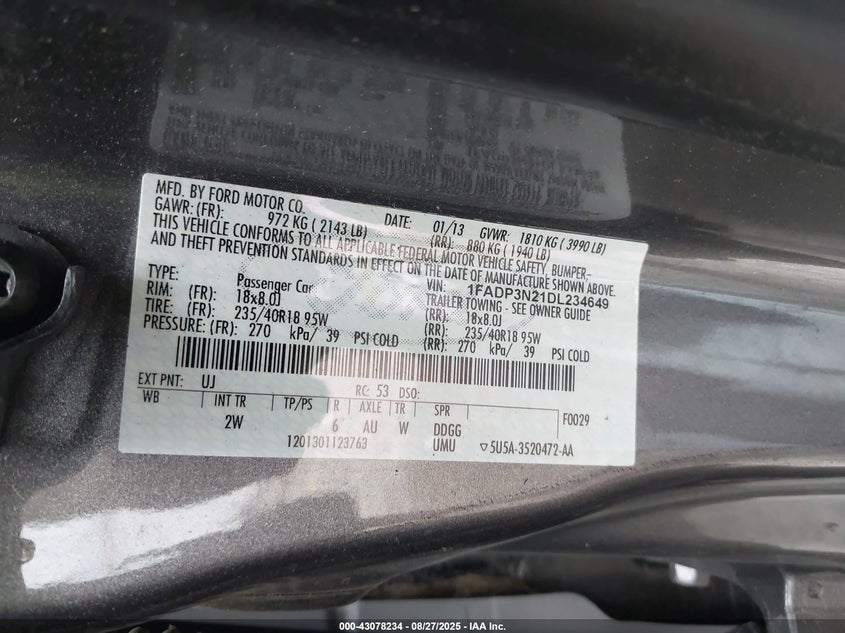 MFD. BY FORD MOTOR CO. DATE: 01/13 GVWR: 1810 KG ( 3990 LB)
GAWR: (FR): 972 KG ( 2143 LB) (RR): 880 KG ( 1940 LB)
THIS VEHICLE CONFORMS TO ALL APPLICABLE FEDERAL MOTOR VEHICLE SAFETY, BUMPER-
AND THEFT PREVENTION STANDARDS IN EFFECT ON THE DATE OF MANUFACTURE SHOWN ABOVE.
VIN: 1FADP3N21DL234649
TYPE: Passenger Car TRAILER TOWING - SEE OWNER GUIDE
RIM: (FR): 18x8.0J (RR): 18x8.0J
TIRE: (FR): 235/40R18 95W (RR): 235/40R18 95W
PRESSURE: (FR): 270 kPa/ 39 PSI COLD (RR): 270 kPa/ 39 PSI COLD
EXT PNT: UJ RC: 53 DSO:
WB INT TR TP/PS R AXLE TR SPR F0029
2W 6 AU W DDGG
1201301123763 UMU ▽5U5A-3520472-AA
000-43078234 - 08/27/2025 - IAA Inc.